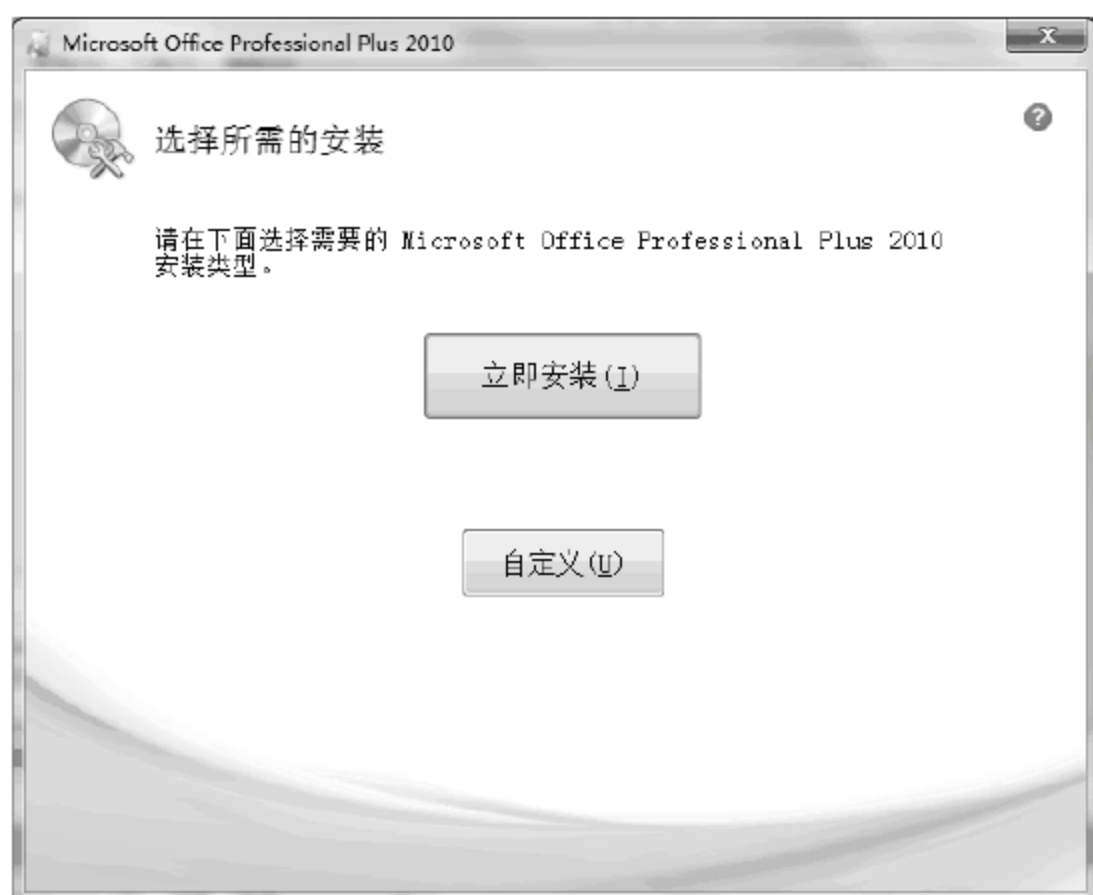 Microsoft Office Professional Plus 2010
选择所需的安装
请在下面选择需要的 Microsoft Office Professional Plus 2010
安装类型。
立即安装(I)
自定义(U)